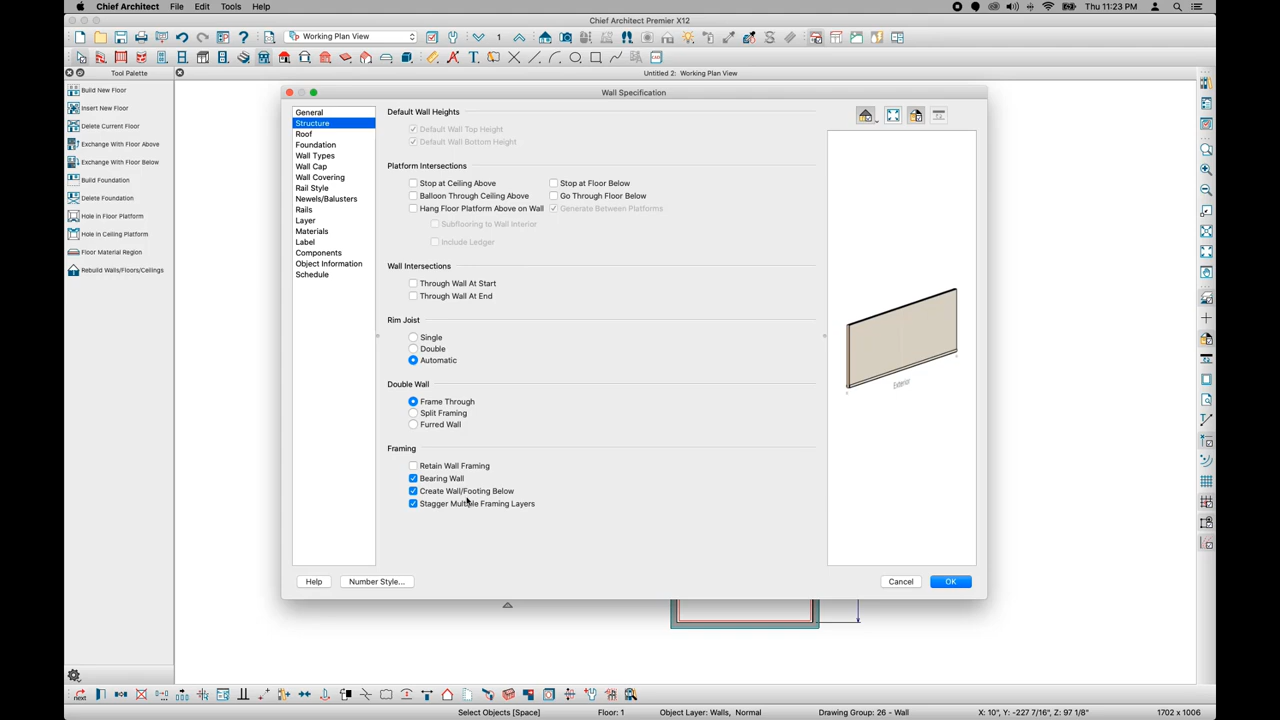 Chief Architect File Edit Tools Help Thu 11:23 PM
Chief Architect Premier X12
Working Plan View 1
Tool Palette Untitled 2: Working Plan View
Build New Floor
Insert New Floor
Delete Current Floor
Exchange With Floor Above
Exchange With Floor Below
Build Foundation
Delete Foundation
Hole in Floor Platform
Hole in Ceiling Platform
Floor Material Region
Rebuild Walls/Floors/Ceilings
Wall Specification
General
Structure
Roof
Foundation
Wall Types
Wall Cap
Wall Covering
Rail Style
Newels/Balusters
Rails
Layer
Materials
Label
Components
Object Information
Schedule
Default Wall Heights
Default Wall Top Height
Default Wall Bottom Height
Platform Intersections
Stop at Ceiling Above Stop at Floor Below
Balloon Through Ceiling Above Go Through Floor Below
Hang Floor Platform Above on Wall Generate Between Platforms
Subflooring to Wall Interior
Include Ledger
Wall Intersections
Through Wall At Start
Through Wall At End
Rim Joist
Single
Double
Automatic
Double Wall
Frame Through
Split Framing
Furred Wall
Framing
Retain Wall Framing
Bearing Wall
Create Wall/Footing Below
Stagger Multiple Framing Layers
Exterior
Help Number Style... Cancel OK
next
Select Objects [Space] Floor: 1 Object Layer: Walls, Normal Drawing Group: 26 - Wall X: 10", Y: -227 7/16", Z: 97 1/8" 1702 x 1006